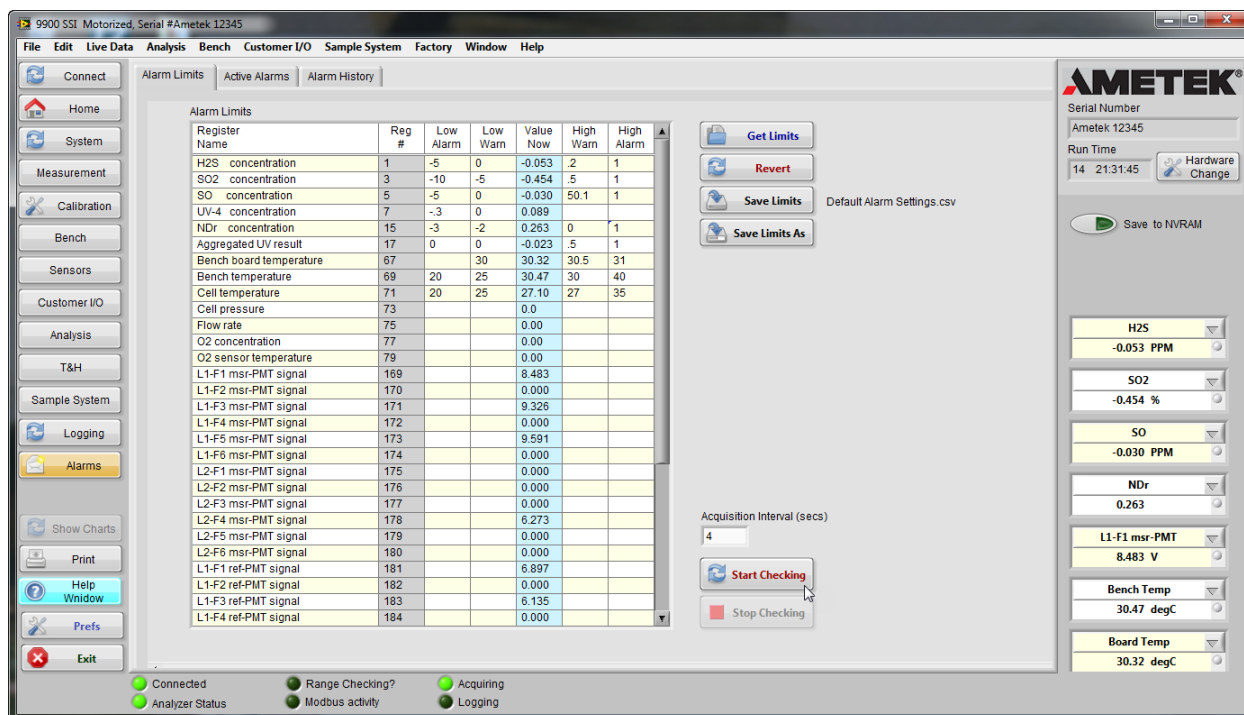 9900 SSI Motorized, Serial #Ametek 12345
File Edit Live Data Analysis Bench Customer I/O Sample System Factory Window Help
Connect
Home
System
Measurement
Calibration
Bench
Sensors
Customer I/O
Analysis
T&H
Sample System
Logging
Alarms
Show Charts
Print
Help
Wnidow
Prefs
Exit
Alarm Limits Active Alarms Alarm History
Alarm Limits
Register Name Reg # Low Alarm Low Warn Value Now High Warn High Alarm
H2S concentration 1 -5 0 -0.053 .2 1
SO2 concentration 3 -10 -5 -0.454 .5 1
SO concentration 5 -5 0 -0.030 50.1 1
UV-4 concentration 7 -.3 0 0.089
NDr concentration 15 -3 -2 0.263 0 1
Aggregated UV result 17 0 0 -0.023 .5 1
Bench board temperature 67 30 30.32 30.5 31
Bench temperature 69 20 25 30.47 30 40
Cell temperature 71 20 25 27.10 27 35
Cell pressure 73 0.0
Flow rate 75 0.00
O2 concentration 77 0.00
O2 sensor temperature 79 0.00
L1-F1 msr-PMT signal 169 8.483
L1-F2 msr-PMT signal 170 0.000
L1-F3 msr-PMT signal 171 9.326
L1-F4 msr-PMT signal 172 0.000
L1-F5 msr-PMT signal 173 9.591
L1-F6 msr-PMT signal 174 0.000
L2-F1 msr-PMT signal 175 0.000
L2-F2 msr-PMT signal 176 0.000
L2-F3 msr-PMT signal 177 0.000
L2-F4 msr-PMT signal 178 6.273
L2-F5 msr-PMT signal 179 0.000
L2-F6 msr-PMT signal 180 0.000
L1-F1 ref-PMT signal 181 6.897
L1-F2 ref-PMT signal 182 0.000
L1-F3 ref-PMT signal 183 6.135
L1-F4 ref-PMT signal 184 0.000
Get Limits
Revert
Save Limits Default Alarm Settings.csv
Save Limits As
Acquisition Interval (secs)
4
Start Checking
Stop Checking
AMETEK®
Serial Number
Ametek 12345
Run Time
14 21:31:45
Hardware
Change
Save to NVRAM
H2S
-0.053 PPM
SO2
-0.454 %
SO
-0.030 PPM
NDr
0.263
L1-F1 msr-PMT
8.483 V
Bench Temp
30.47 degC
Board Temp
30.32 degC
Connected Range Checking? Acquiring
Analyzer Status Modbus activity Logging